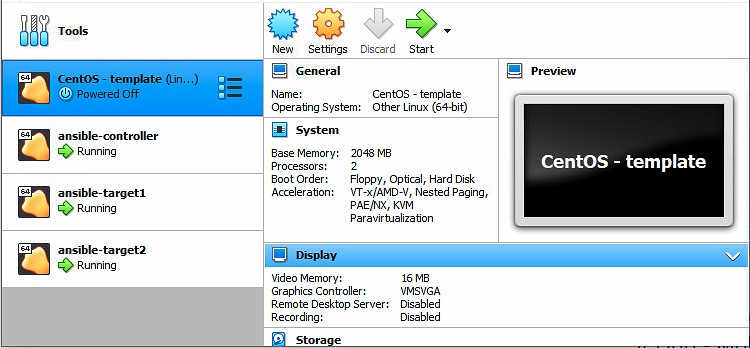 Tools
New
Settings
Discard
Start
64
CentOS - template (Lin...)
Powered Off
64
ansible-controller
Running
64
ansible-target1
Running
64
ansible-target2
Running
General
Name: CentOS - template
Operating System: Other Linux (64-bit)
System
Base Memory: 2048 MB
Processors: 2
Boot Order: Floppy, Optical, Hard Disk
Acceleration: VT-x/AMD-V, Nested Paging,
PAE/NX, KVM
Paravirtualization
Preview
CentOS - template
Display
Video Memory: 16 MB
Graphics Controller: VMSVGA
Remote Desktop Server: Disabled
Recording: Disabled
Storage